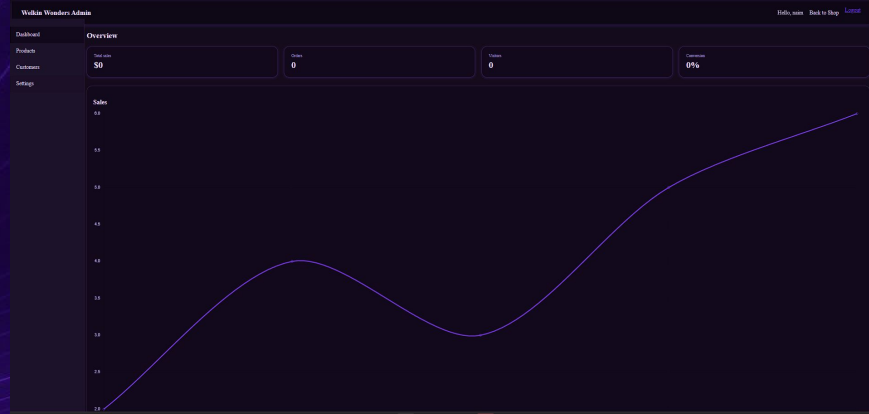 Welkin Wonders Admin
Hello, main Back to Shop Logout
Dashboard
Products
Customers
Settings
Overview
Total sales
$0
Orders
0
Visitors
0
Conversion
0%
Sales
6.0
5.5
5.0
4.5
4.0
3.5
3.0
2.5
2.0